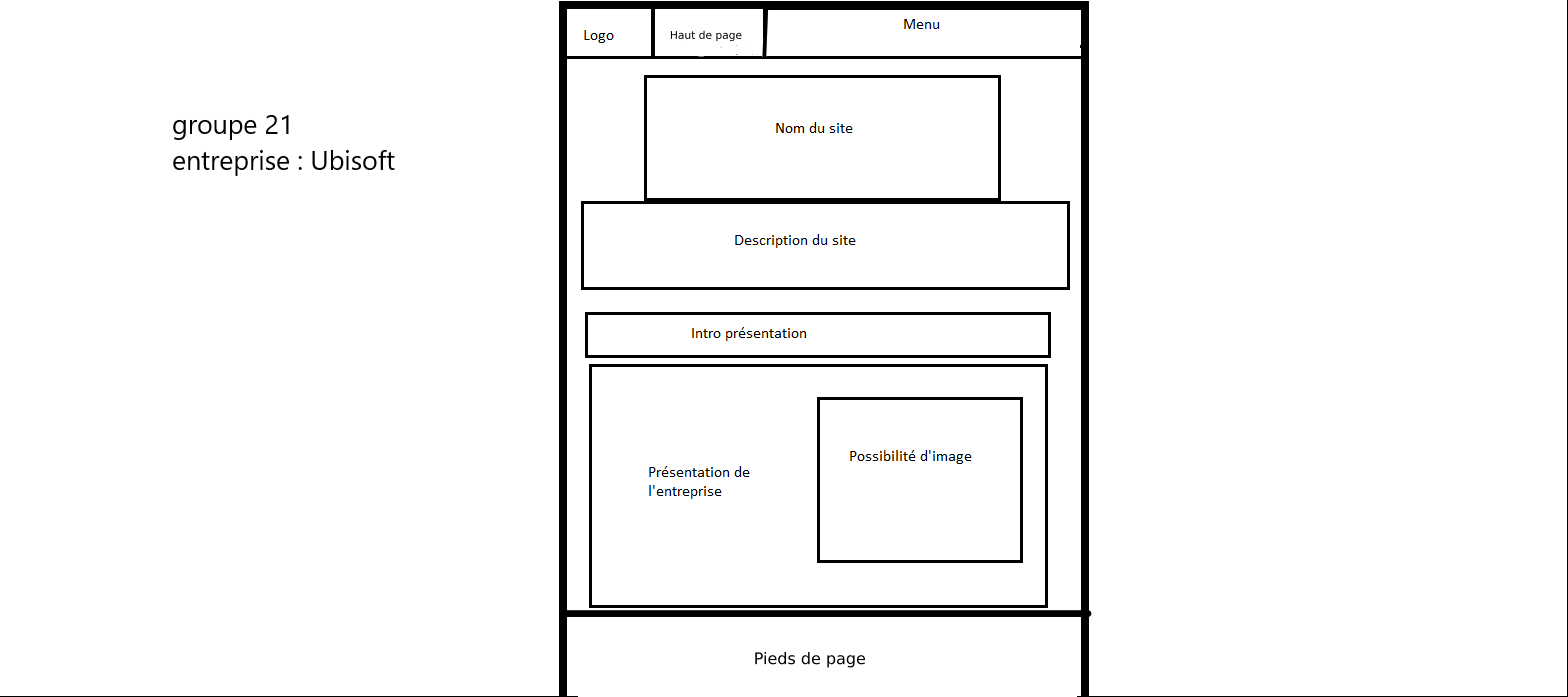 Logo
Haut de page
Menu
groupe 21
entreprise : Ubisoft
Nom du site
Description du site
Intro présentation
Possibilité d'image
Présentation de
l'entreprise
Pieds de page